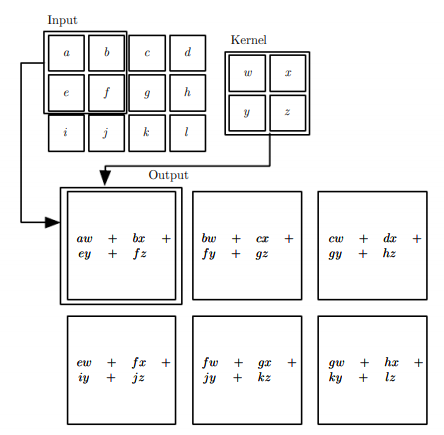 Input
Kernel
a b c d
w x
e f g h
y z
i j k l
Output
aw + bx +
ey + fz
bw + cx +
fy + gz
cw + dx +
gy + hz
ew + fx +
iy + jz
fw + gx +
jy + kz
gw + hx +
ky + lz